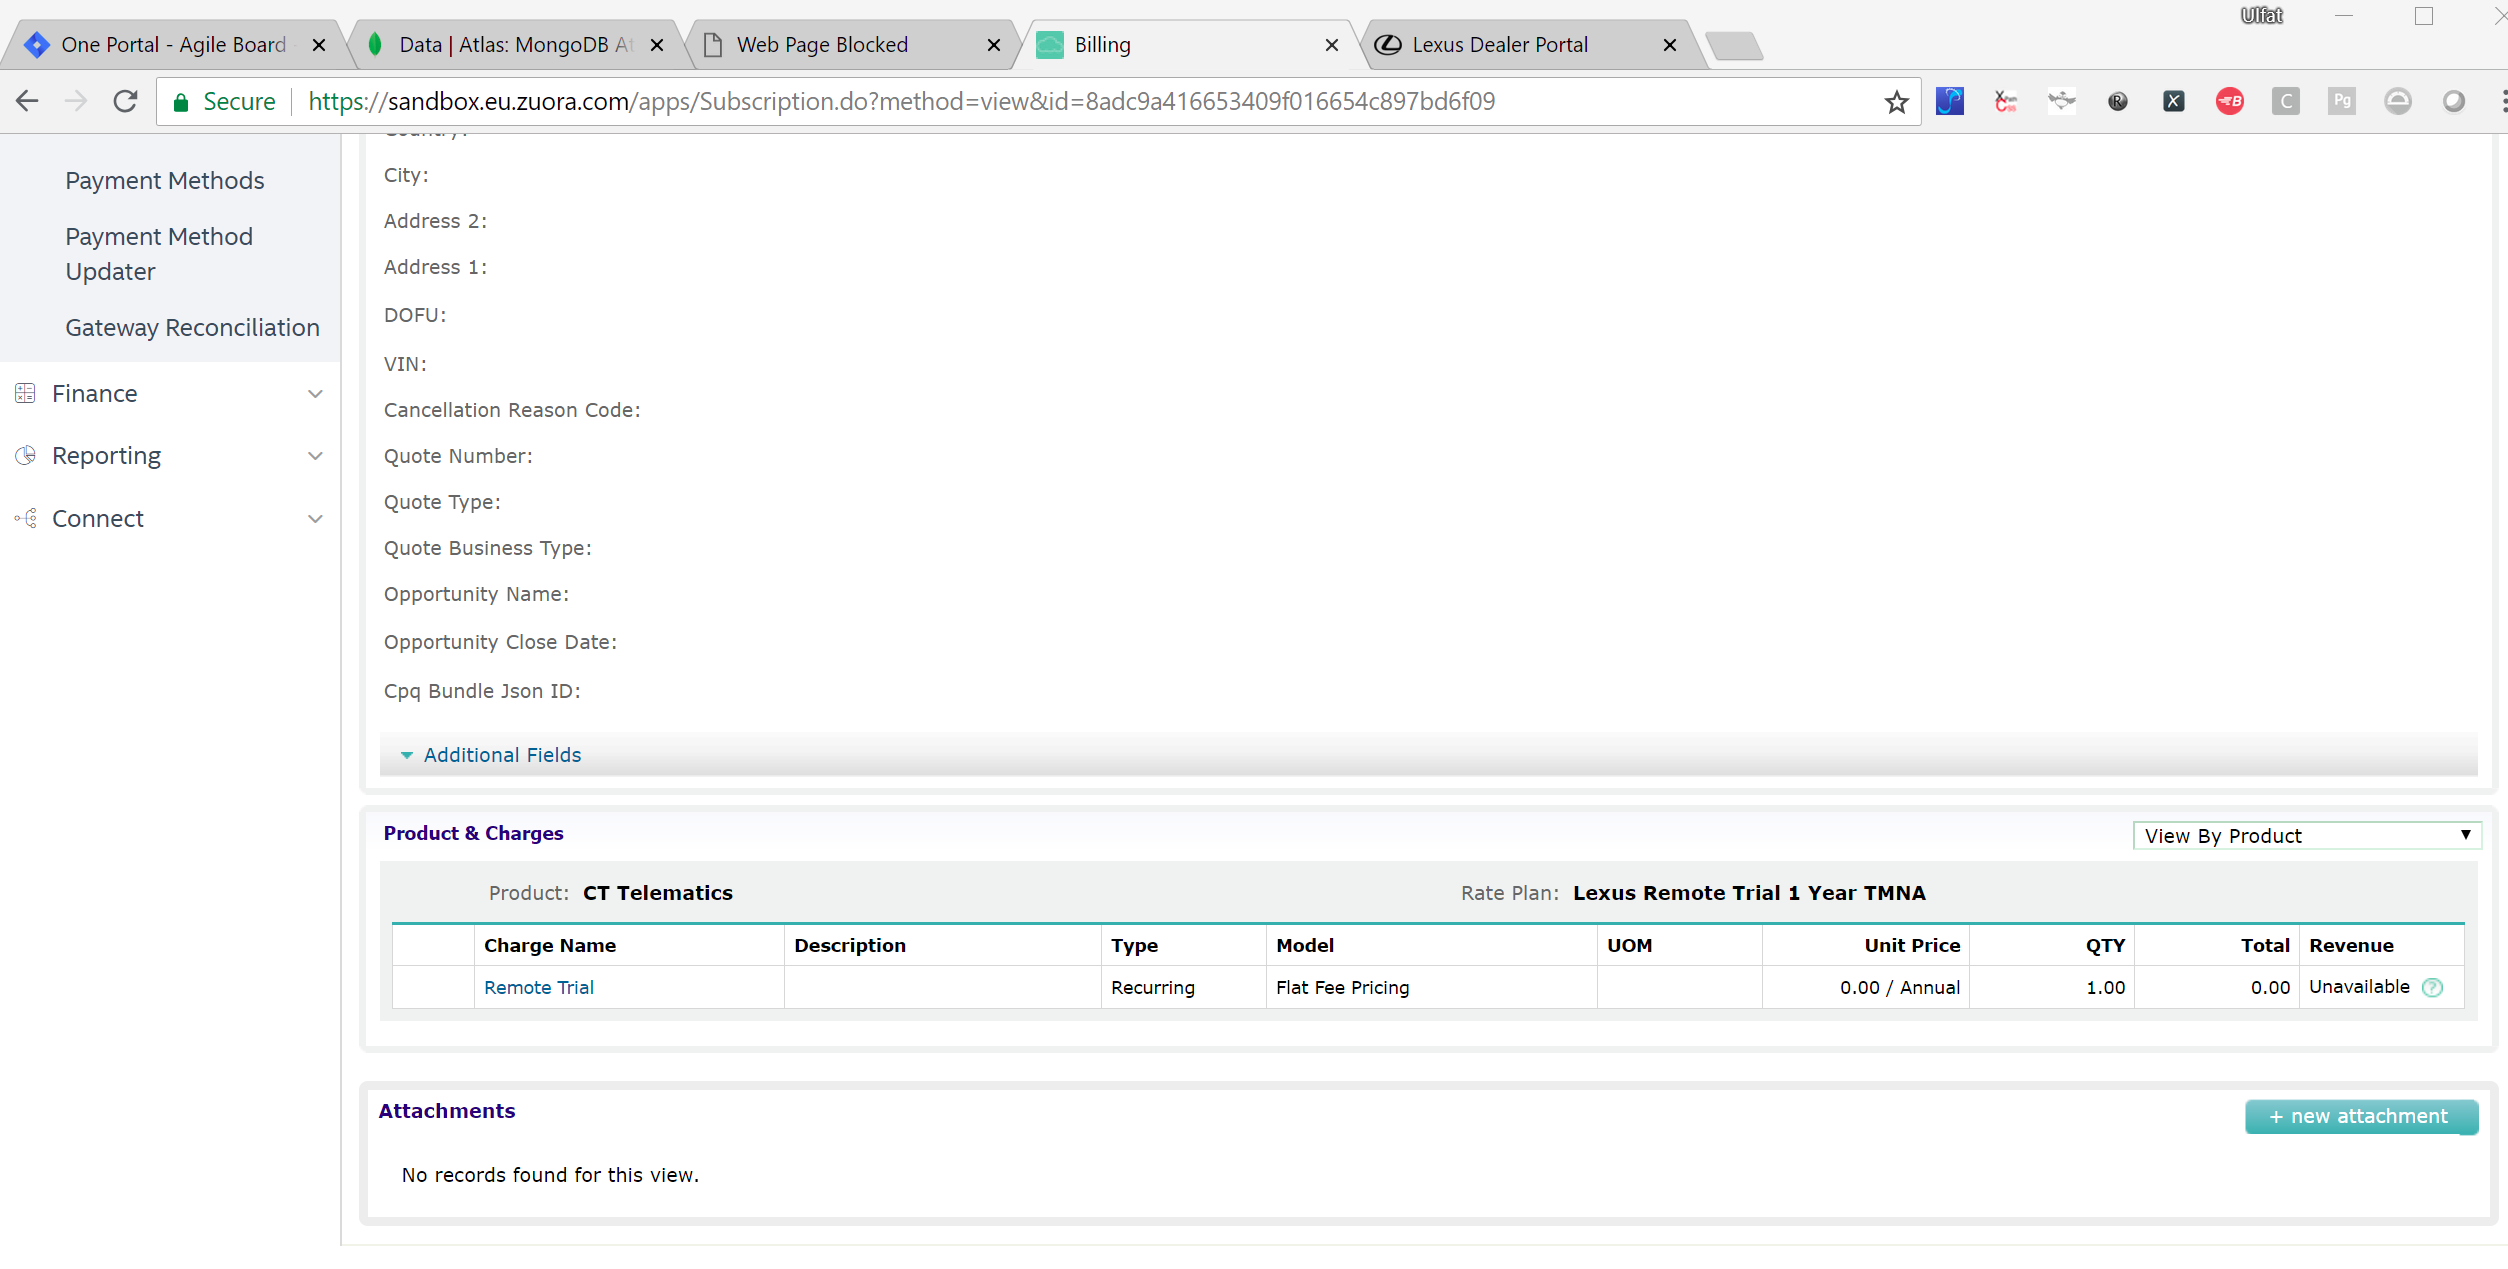 Ulfat
One Portal - Agile Board
Data | Atlas: MongoDB At
Web Page Blocked
Billing
Lexus Dealer Portal
Secure
https://sandbox.eu.zuora.com/apps/Subscription.do?method=view&id=8adc9a416653409f016654c897bd6f09
Payment Methods
Payment Method
Updater
Gateway Reconciliation
Finance
Reporting
Connect
Country:
City:
Address 2:
Address 1:
DOFU:
VIN:
Cancellation Reason Code:
Quote Number:
Quote Type:
Quote Business Type:
Opportunity Name:
Opportunity Close Date:
Cpq Bundle Json ID:
Additional Fields
Product & Charges
View By Product
Product: CT Telematics
Rate Plan: Lexus Remote Trial 1 Year TMNA
Charge Name Description Type Model UOM Unit Price QTY Total Revenue
Remote Trial Recurring Flat Fee Pricing 0.00 / Annual 1.00 0.00 Unavailable ?
Attachments
+ new attachment
No records found for this view.